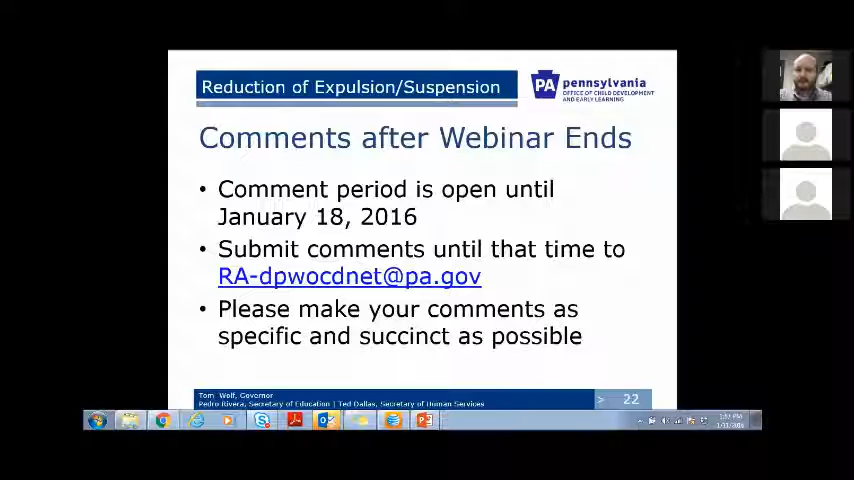 Reduction of Expulsion/Suspension
PA pennsylvania
OFFICE OF CHILD DEVELOPMENT
AND EARLY LEARNING
Comments after Webinar Ends
• Comment period is open until
January 18, 2016
• Submit comments until that time to
RA-dpwocdnet@pa.gov
• Please make your comments as
specific and succinct as possible
Tom Wolf, Governor
Pedro Rivera, Secretary of Education | Ted Dallas, Secretary of Human Services
> 22